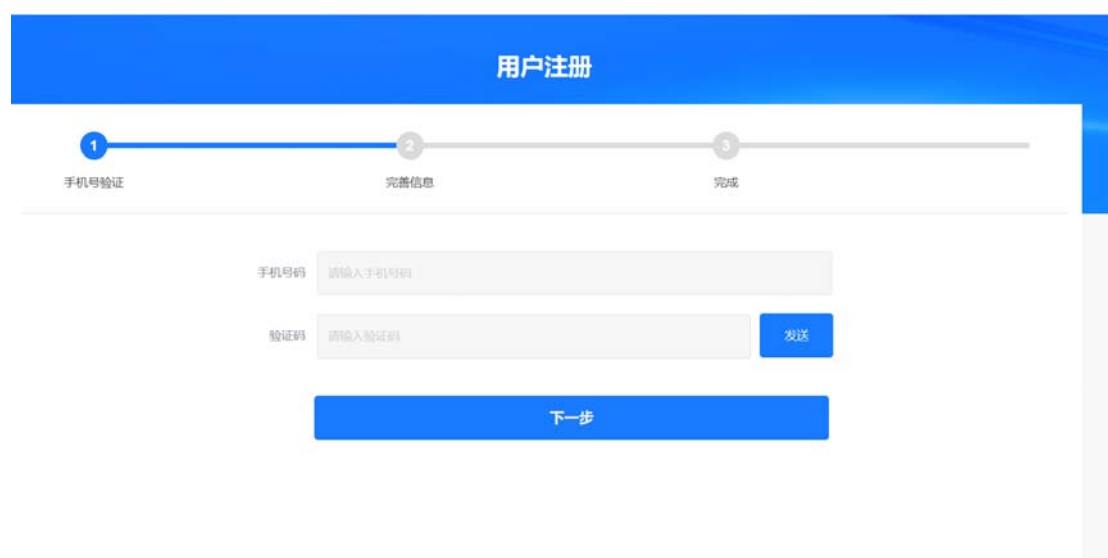 用户注册
1
2
3
手机号验证
完善信息
完成
手机号码
请输入手机号码
验证码
请输入验证码
发送
下一步